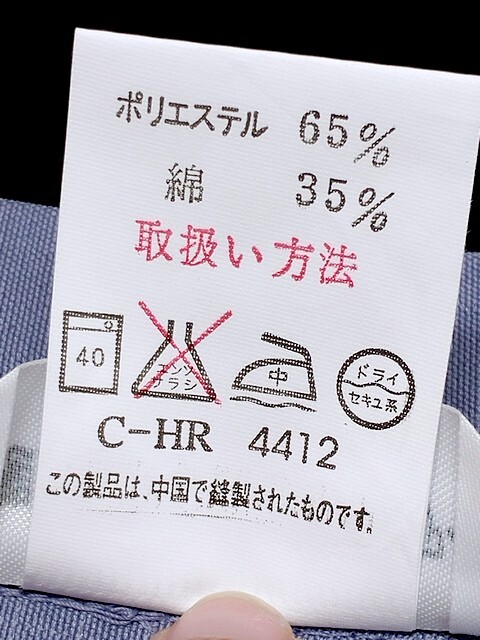 ポリエステル 65%
綿 35%
取扱い方法
40 エンソ サラシ 中 ドライ セキユ系
C-HR 4412
この製品は、中国で縫製されたものです。